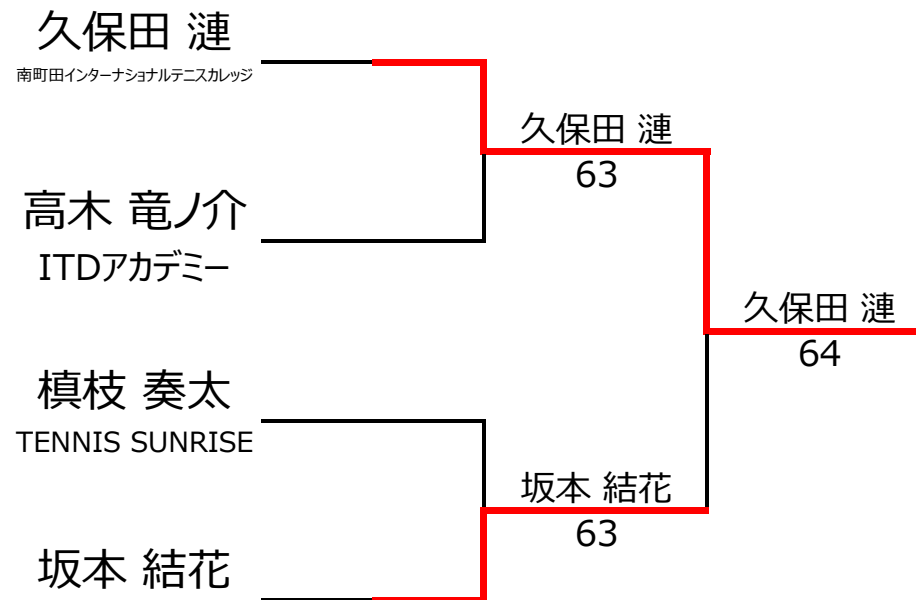 久保田 漣
南町田インターナショナルテニスカレッジ
久保田 漣
63
高木 竜ノ介
ITDアカデミー
久保田 漣
64
槙枝 奏太
TENNIS SUNRISE
坂本 結花
63
坂本 結花